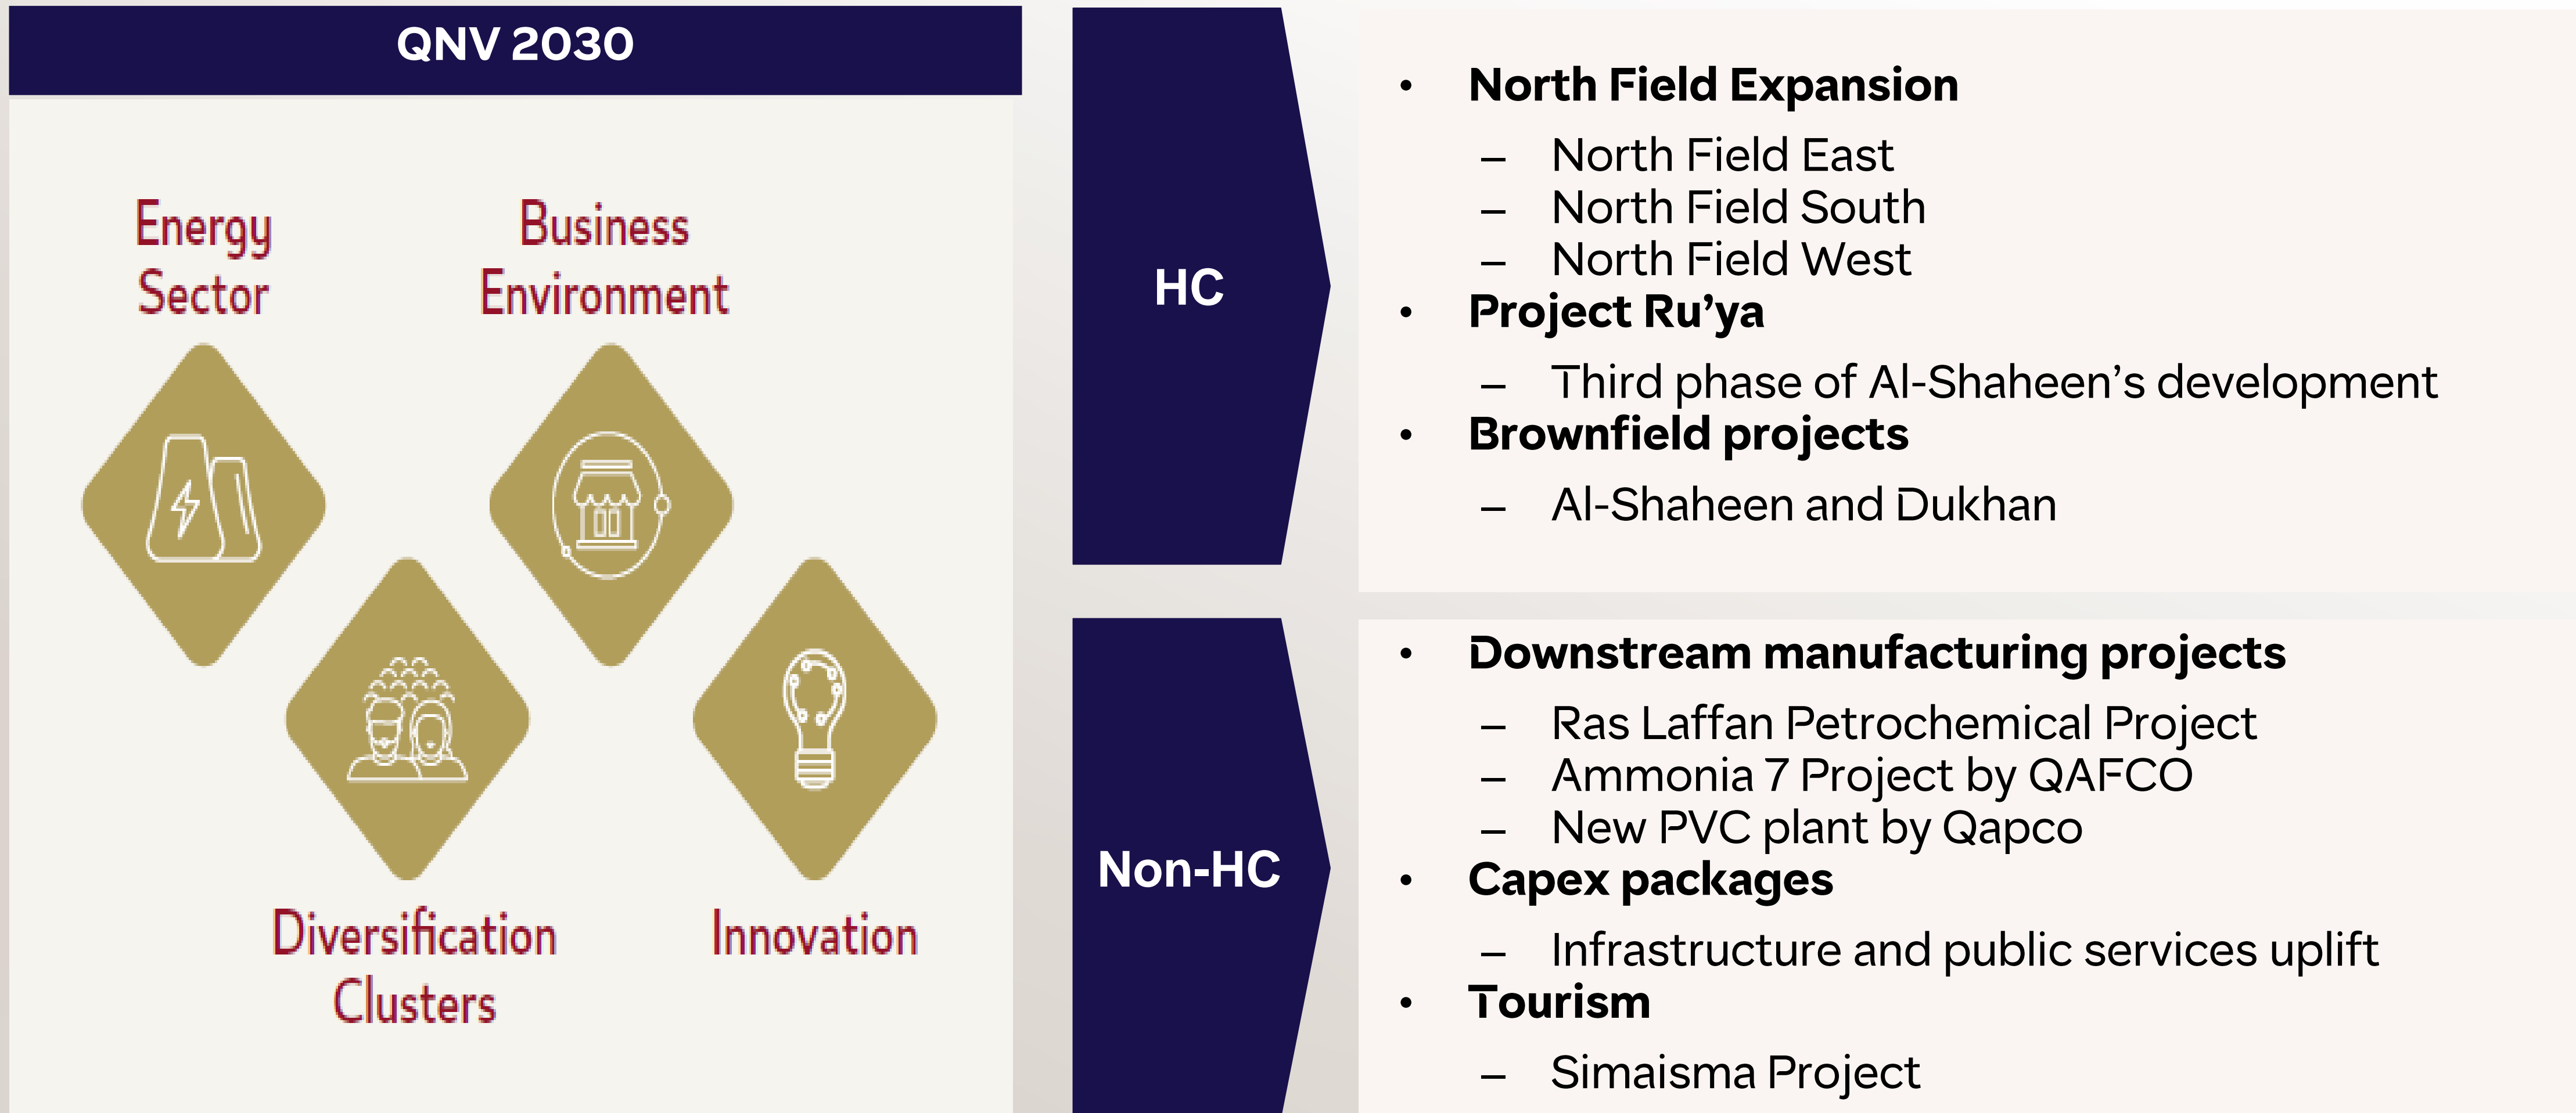 QNV 2030
Energy
Sector
Business
Environment
Diversification
Clusters
Innovation
HC
• North Field Expansion
– North Field East
– North Field South
– North Field West
• Project Ru’ya
– Third phase of Al-Shaheen’s development
• Brownfield projects
– Al-Shaheen and Dukhan
Non-HC
• Downstream manufacturing projects
– Ras Laffan Petrochemical Project
– Ammonia 7 Project by QAFCO
– New PVC plant by Qapco
• Capex packages
– Infrastructure and public services uplift
• Tourism
– Simaisma Project